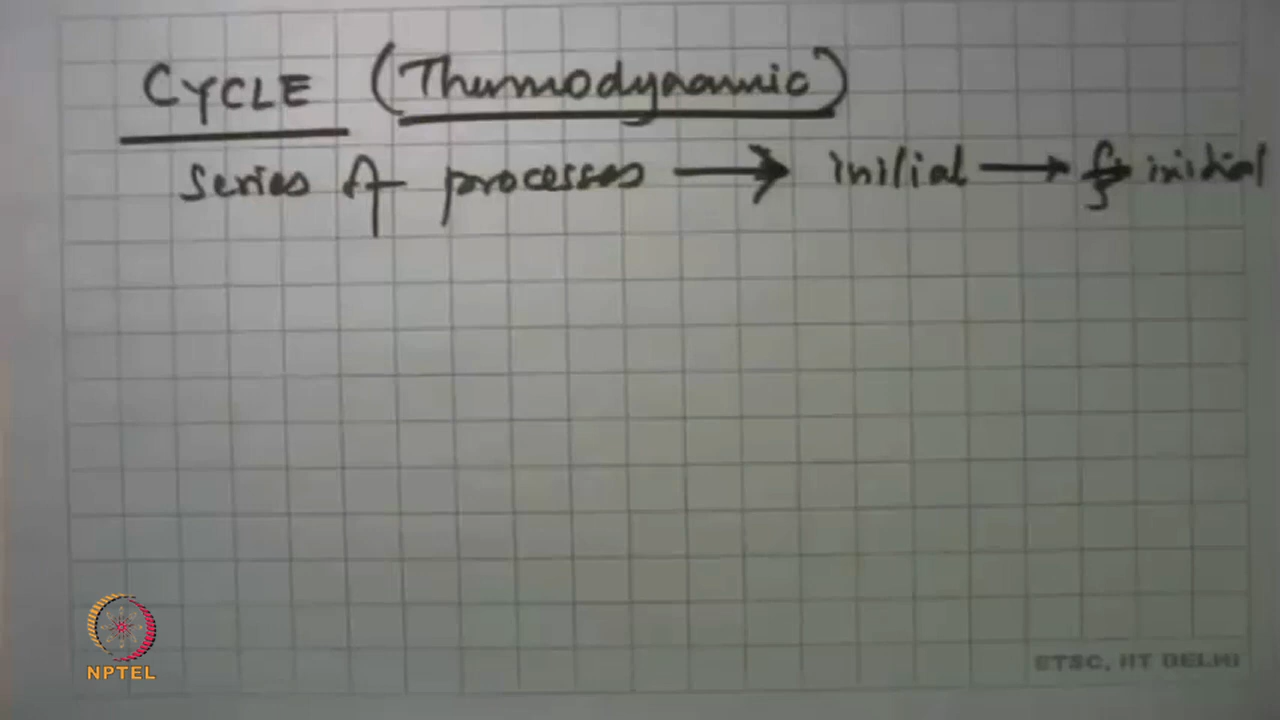 CYCLE (Thermodynamic)
series of processes → initial → initial
NPTEL
ETSC, IIT DELHI